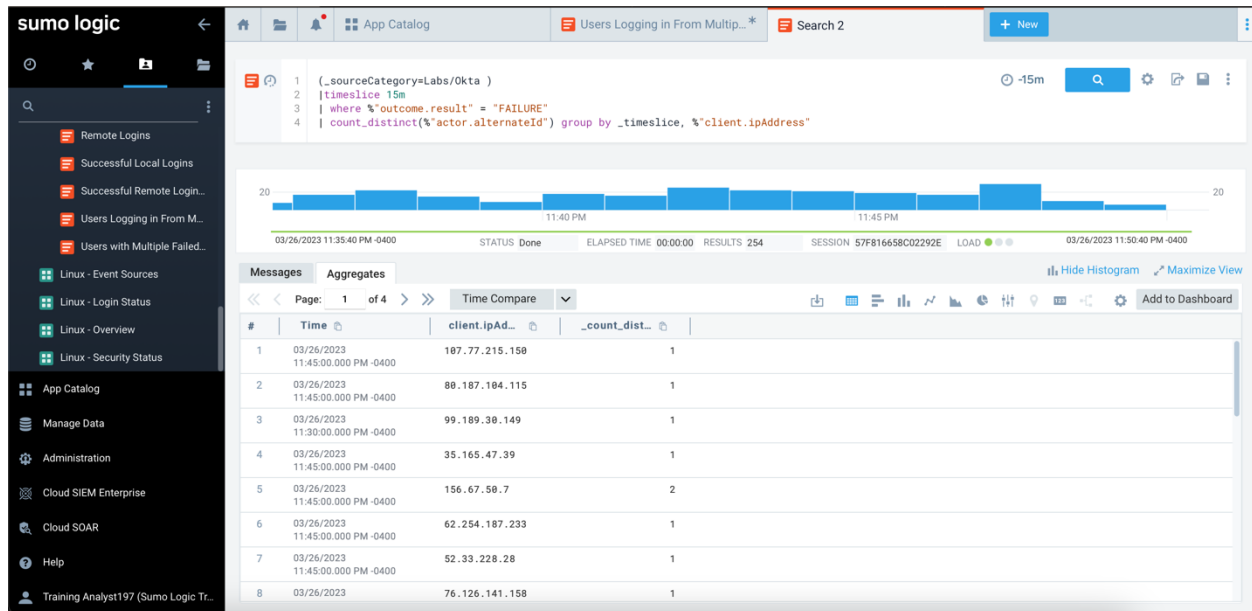 sumo logic
App Catalog
Users Logging in From Multip...*
Search 2
+ New
Remote Logins
Successful Local Logins
Successful Remote Login...
Users Logging in From M...
Users with Multiple Failed...
Linux - Event Sources
Linux - Login Status
Linux - Overview
Linux - Security Status
App Catalog
Manage Data
Administration
Cloud SIEM Enterprise
Cloud SOAR
Help
Training Analyst197 (Sumo Logic Tr...
1 (_sourceCategory=Labs/Okta )
2 |timeslice 15m
3 | where %"outcome.result" = "FAILURE"
4 | count_distinct(%"actor.alternateId") group by _timeslice, %"client.ipAddress"
-15m
20
20
11:40 PM
11:45 PM
03/26/2023 11:35:40 PM -0400
STATUS Done
ELAPSED TIME 00:00:00
RESULTS 254
SESSION 57F816658C02292E
LOAD
03/26/2023 11:50:40 PM -0400
Messages
Aggregates
Hide Histogram
Maximize View
Page: 1 of 4
Time Compare
Add to Dashboard
# Time client.ipAd... _count_dist...
1 03/26/2023 107.77.215.150 1
11:45:00.000 PM -0400
2 03/26/2023 80.187.104.115 1
11:45:00.000 PM -0400
3 03/26/2023 99.189.30.149 1
11:30:00.000 PM -0400
4 03/26/2023 35.165.47.39 1
11:45:00.000 PM -0400
5 03/26/2023 156.67.50.7 2
11:45:00.000 PM -0400
6 03/26/2023 62.254.187.233 1
11:45:00.000 PM -0400
7 03/26/2023 52.33.228.28 1
11:45:00.000 PM -0400
8 03/26/2023 76.126.141.158 1